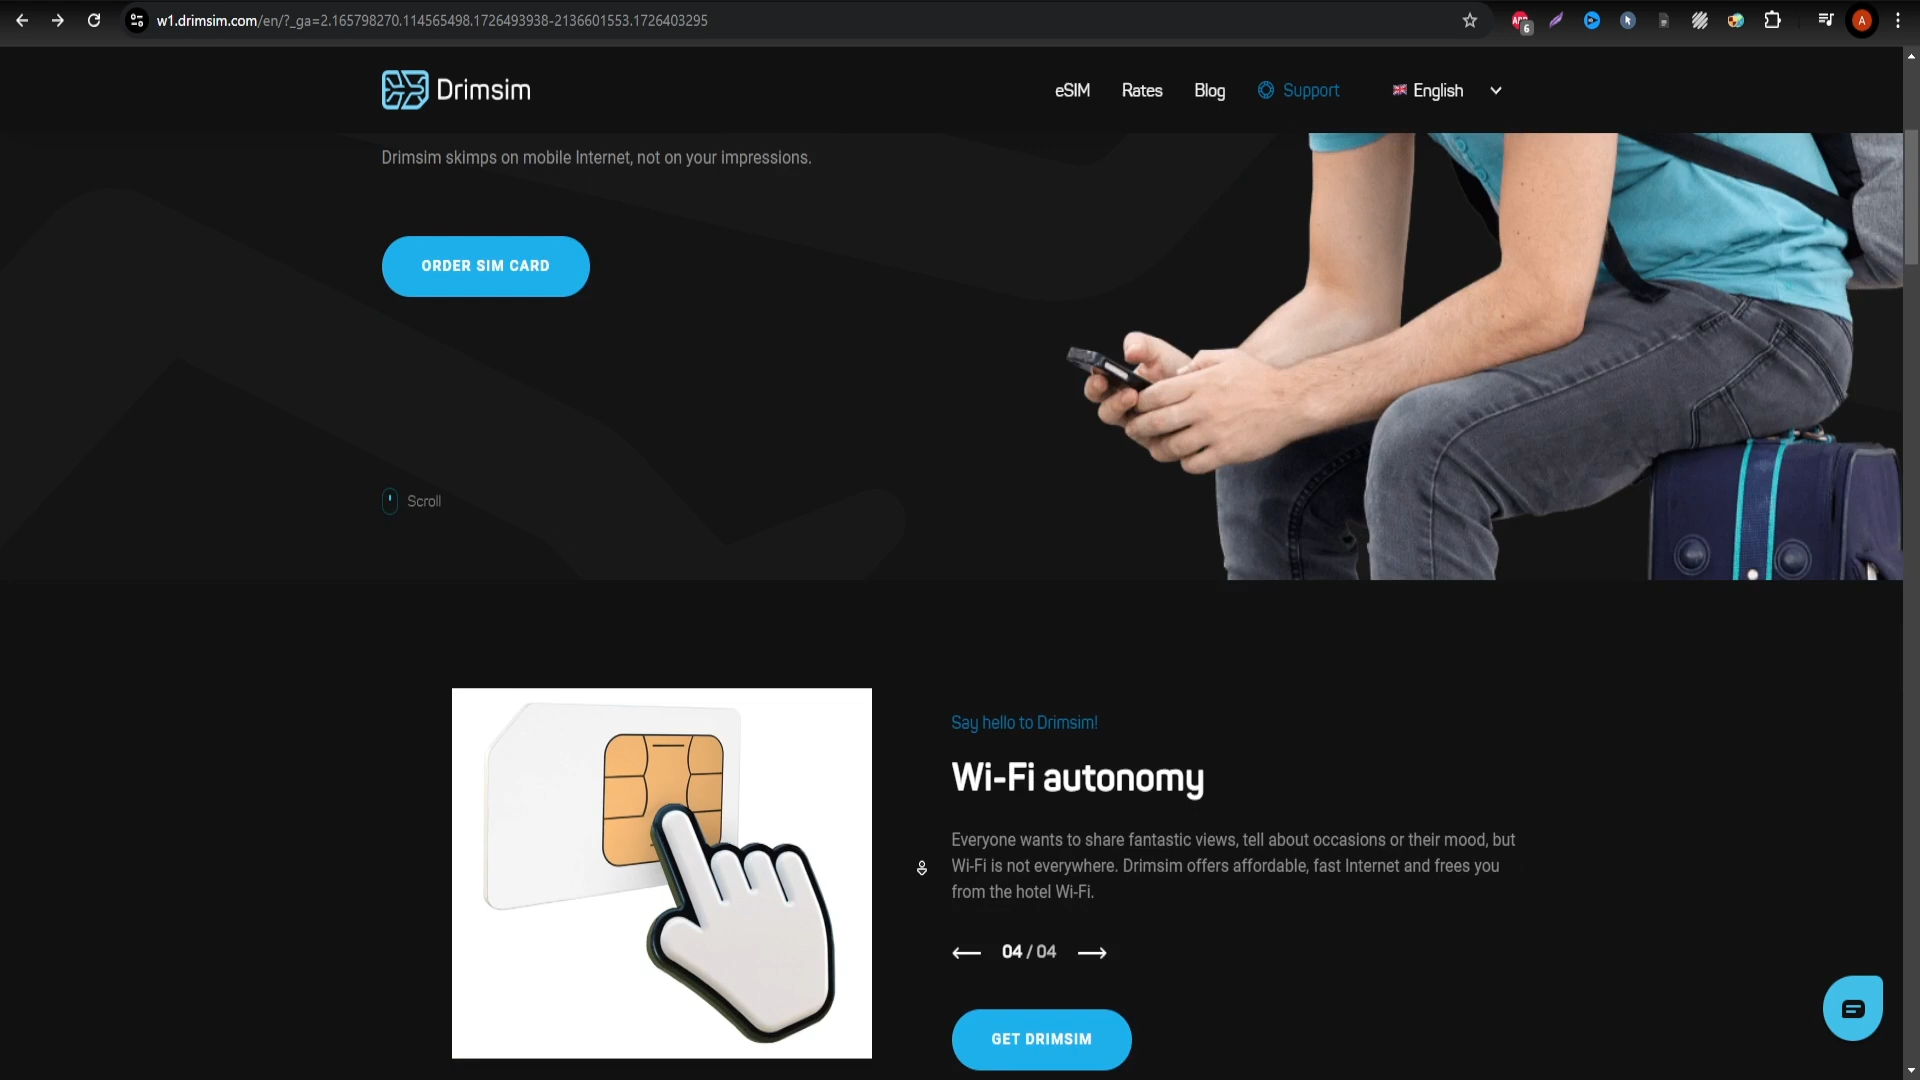 w1.drimsim.com/en/?_ga=2.165798270.114565498.1726493938-2136601553.1726403295
6
A
Drimsim
eSIM
Rates
Blog
Support
English
Drimsim skimps on mobile Internet, not on your impressions.
ORDER SIM CARD
Scroll
Say hello to Drimsim!
Wi-Fi autonomy
Everyone wants to share fantastic views, tell about occasions or their mood, but
Wi-Fi is not everywhere. Drimsim offers affordable, fast Internet and frees you
from the hotel Wi-Fi.
04 / 04
GET DRIMSIM